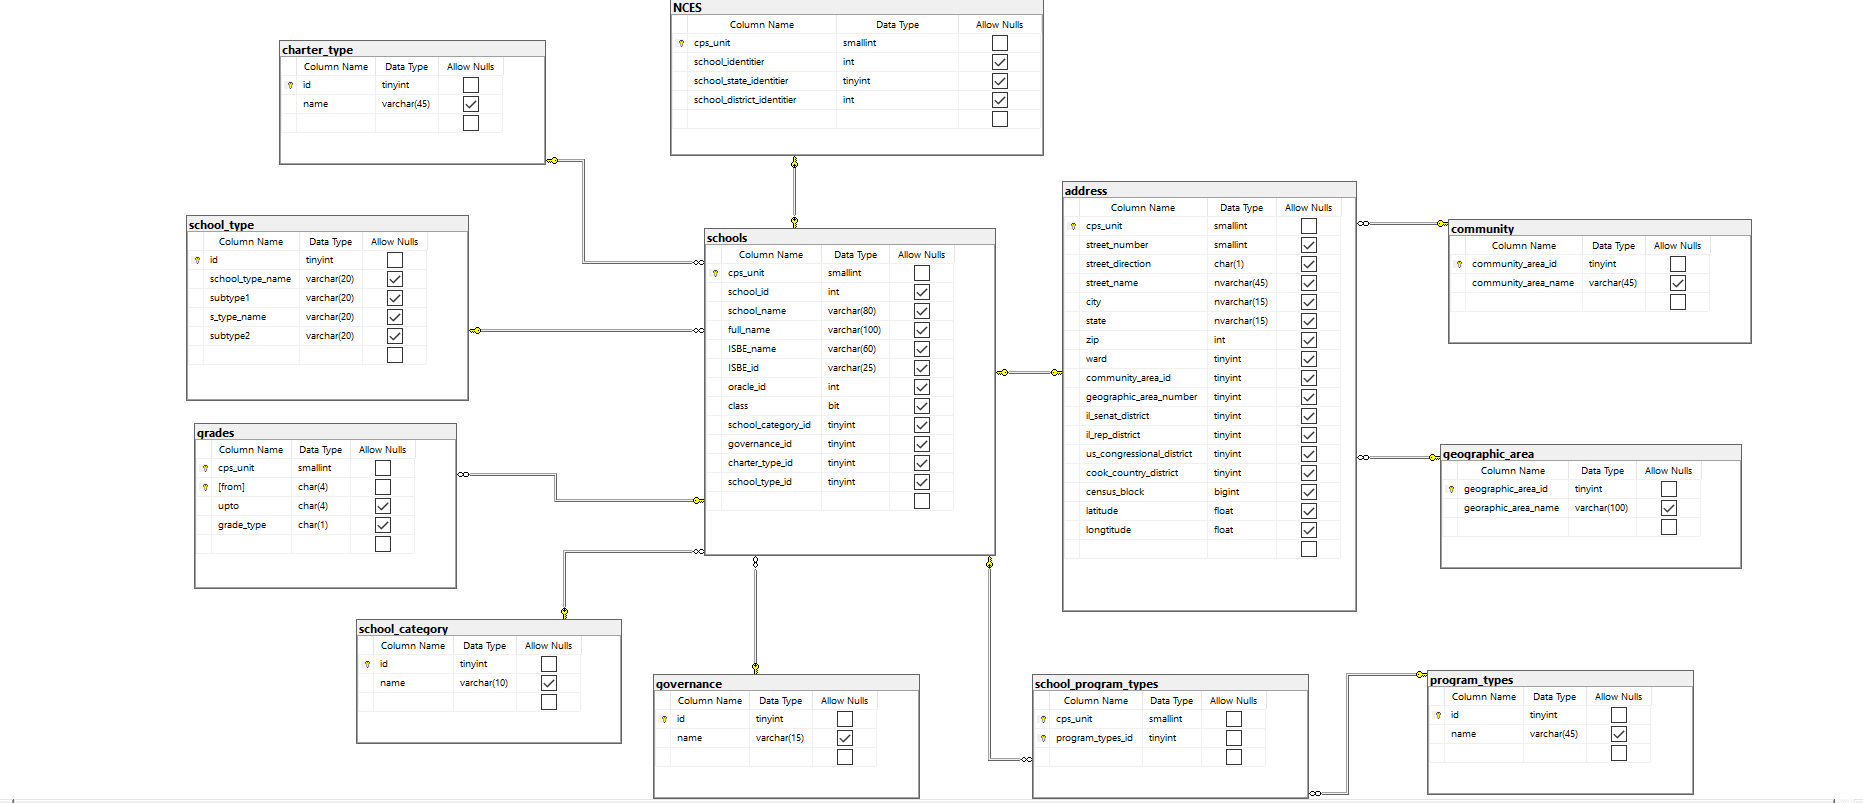 NCES
Column Name Data Type Allow Nulls
cps_unit smallint
school_identitier int
school_state_identitier tinyint
school_district_identitier int
charter_type
Column Name Data Type Allow Nulls
id tinyint
name varchar(45)
school_type
Column Name Data Type Allow Nulls
id tinyint
school_type_name varchar(20)
subtype1 varchar(20)
s_type_name varchar(20)
subtype2 varchar(20)
schools
Column Name Data Type Allow Nulls
cps_unit smallint
school_id int
school_name varchar(80)
full_name varchar(100)
ISBE_name varchar(60)
ISBE_id varchar(25)
oracle_id int
class bit
school_category_id tinyint
governance_id tinyint
charter_type_id tinyint
school_type_id tinyint
address
Column Name Data Type Allow Nulls
cps_unit smallint
street_number smallint
street_direction char(1)
street_name nvarchar(45)
city nvarchar(15)
state nvarchar(15)
zip int
ward tinyint
community_area_id tinyint
geographic_area_number tinyint
il_senat_district tinyint
il_rep_district tinyint
us_congressional_district tinyint
cook_country_district tinyint
census_block bigint
latitude float
longtitude float
community
Column Name Data Type Allow Nulls
community_area_id tinyint
community_area_name varchar(45)
grades
Column Name Data Type Allow Nulls
cps_unit smallint
[from] char(4)
upto char(4)
grade_type char(1)
geographic_area
Column Name Data Type Allow Nulls
geographic_area_id tinyint
georaphic_area_name varchar(100)
school_category
Column Name Data Type Allow Nulls
id tinyint
name varchar(10)
governance
Column Name Data Type Allow Nulls
id tinyint
name varchar(15)
school_program_types
Column Name Data Type Allow Nulls
cps_unit smallint
program_types_id tinyint
program_types
Column Name Data Type Allow Nulls
id tinyint
name varchar(45)